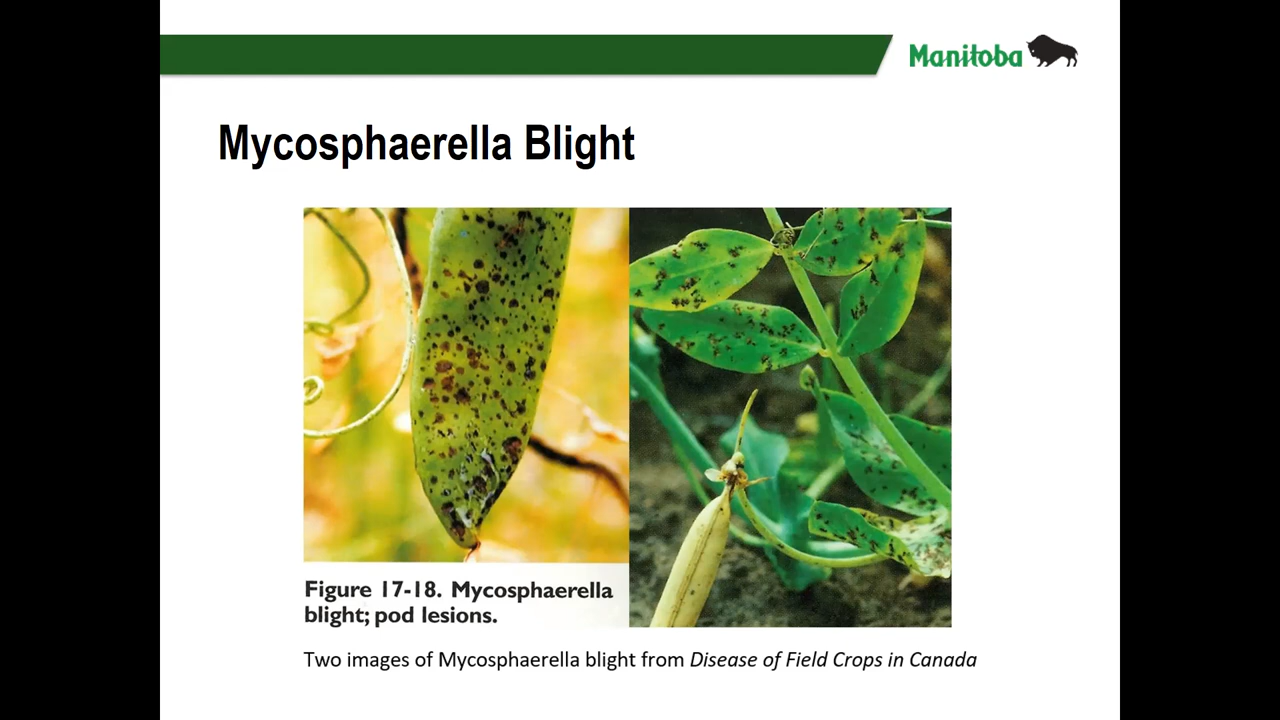 Manitoba
Mycosphaerella Blight
Figure 17-18. Mycosphaerella
blight; pod lesions.
Two images of Mycosphaerella blight from Disease of Field Crops in Canada